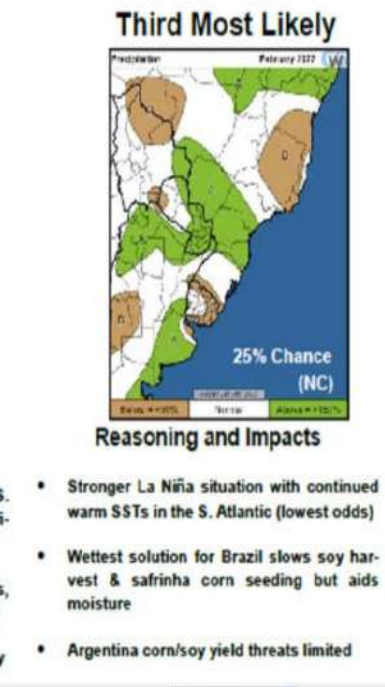 Third Most Likely
Precipitation
February 2022
25% Chance
(NC)
Normal
Reasoning and Impacts
• Stronger La Niña situation with continued
warm SSTs in the S. Atlantic (lowest odds)
• Wettest solution for Brazil slows soy har-
vest & safrinha corn seeding but aids
moisture
• Argentina corn/soy yield threats limited